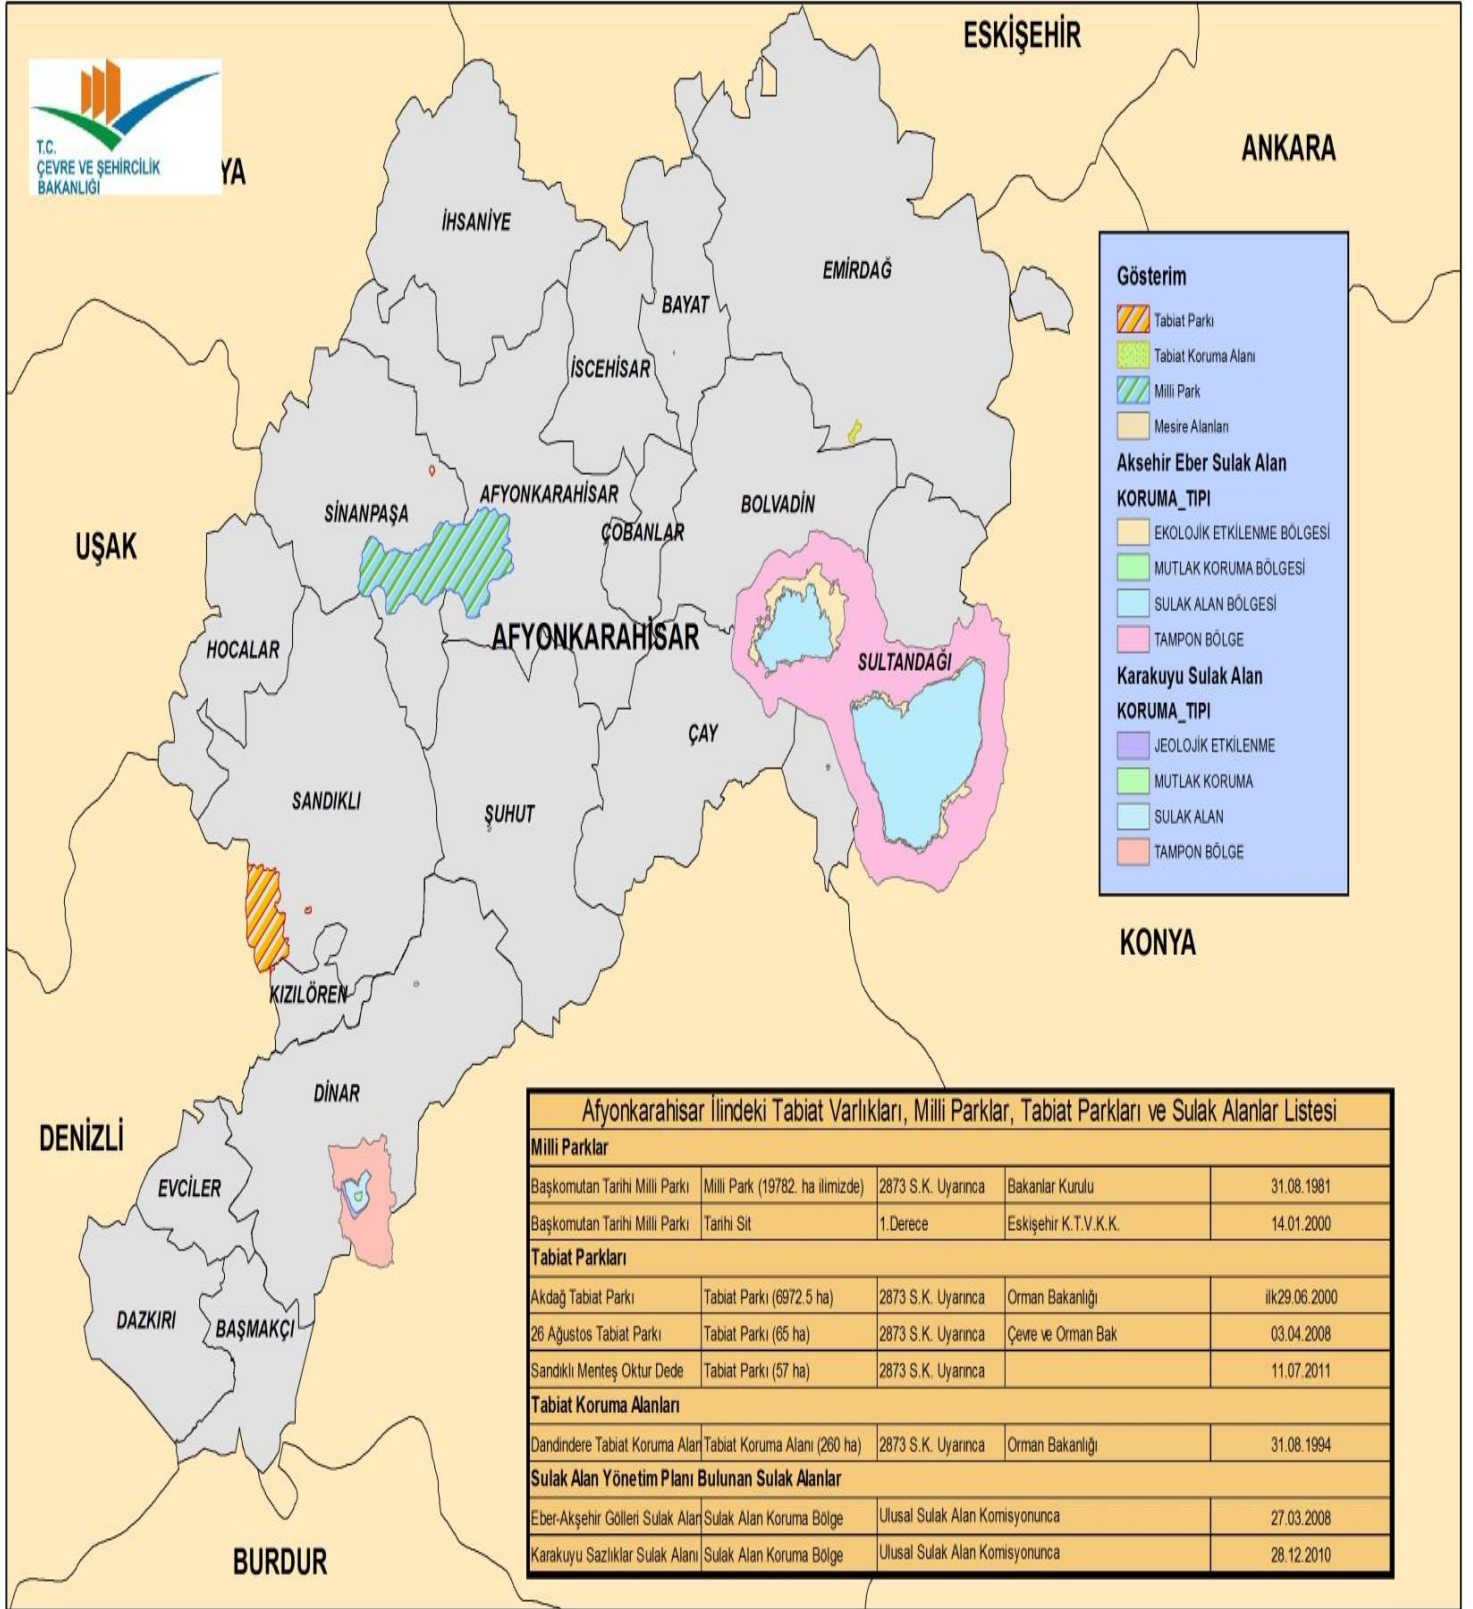 ESKİŞEHİR
T.C.
ÇEVRE VE ŞEHİRCİLİK
BAKANLIĞI
YA
ANKARA
İHSANİYE
EMİRDAĞ
BAYAT
İSCEHİSAR
AFYONKARAHİSAR
SİNANPAŞA
ÇOBANLAR
BOLVADİN
UŞAK
AFYONKARAHİSAR
HOCALAR
SULTANDAĞI
ÇAY
SANDIKLI
ŞUHUT
KIZILÖREN
KONYA
DİNAR
DENİZLİ
EVCİLER
DAZKIRI
BAŞMAKÇI
BURDUR
Gösterim
Tabiat Parkı
Tabiat Koruma Alanı
Milli Park
Mesire Alanları
Aksehir Eber Sulak Alan
KORUMA_TIPI
EKOLOJİK ETKİLENME BÖLGESİ
MUTLAK KORUMA BÖLGESİ
SULAK ALAN BÖLGESİ
TAMPON BÖLGE
Karakuyu Sulak Alan
KORUMA_TIPI
JEOLOJİK ETKİLENME
MUTLAK KORUMA
SULAK ALAN
TAMPON BÖLGE
Afyonkarahisar İlindeki Tabiat Varlıkları, Milli Parklar, Tabiat Parkları ve Sulak Alanlar Listesi
Milli Parklar
Başkomutan Tarihi Milli Parkı Milli Park (19782. ha ilimizde) 2873 S.K. Uyarınca Bakanlar Kurulu 31.08.1981
Başkomutan Tarihi Milli Parkı Tarihi Sit 1.Derece Eskişehir K.T.V.K.K. 14.01.2000
Tabiat Parkları
Akdağ Tabiat Parkı Tabiat Parkı (6972.5 ha) 2873 S.K. Uyarınca Orman Bakanlığı ilk29.06.2000
26 Ağustos Tabiat Parkı Tabiat Parkı (65 ha) 2873 S.K. Uyarınca Çevre ve Orman Bak 03.04.2008
Sandıklı Menteş Oktur Dede Tabiat Parkı (57 ha) 2873 S.K. Uyarınca 11.07.2011
Tabiat Koruma Alanları
Dandindere Tabiat Koruma Alan Tabiat Koruma Alanı (260 ha) 2873 S.K. Uyarınca Orman Bakanlığı 31.08.1994
Sulak Alan Yönetim Planı Bulunan Sulak Alanlar
Eber-Akşehir Gölleri Sulak Alan Sulak Alan Koruma Bölge Ulusal Sulak Alan Komisyonunca 27.03.2008
Karakuyu Sazlıklar Sulak Alanı Sulak Alan Koruma Bölge Ulusal Sulak Alan Komisyonunca 28.12.2010